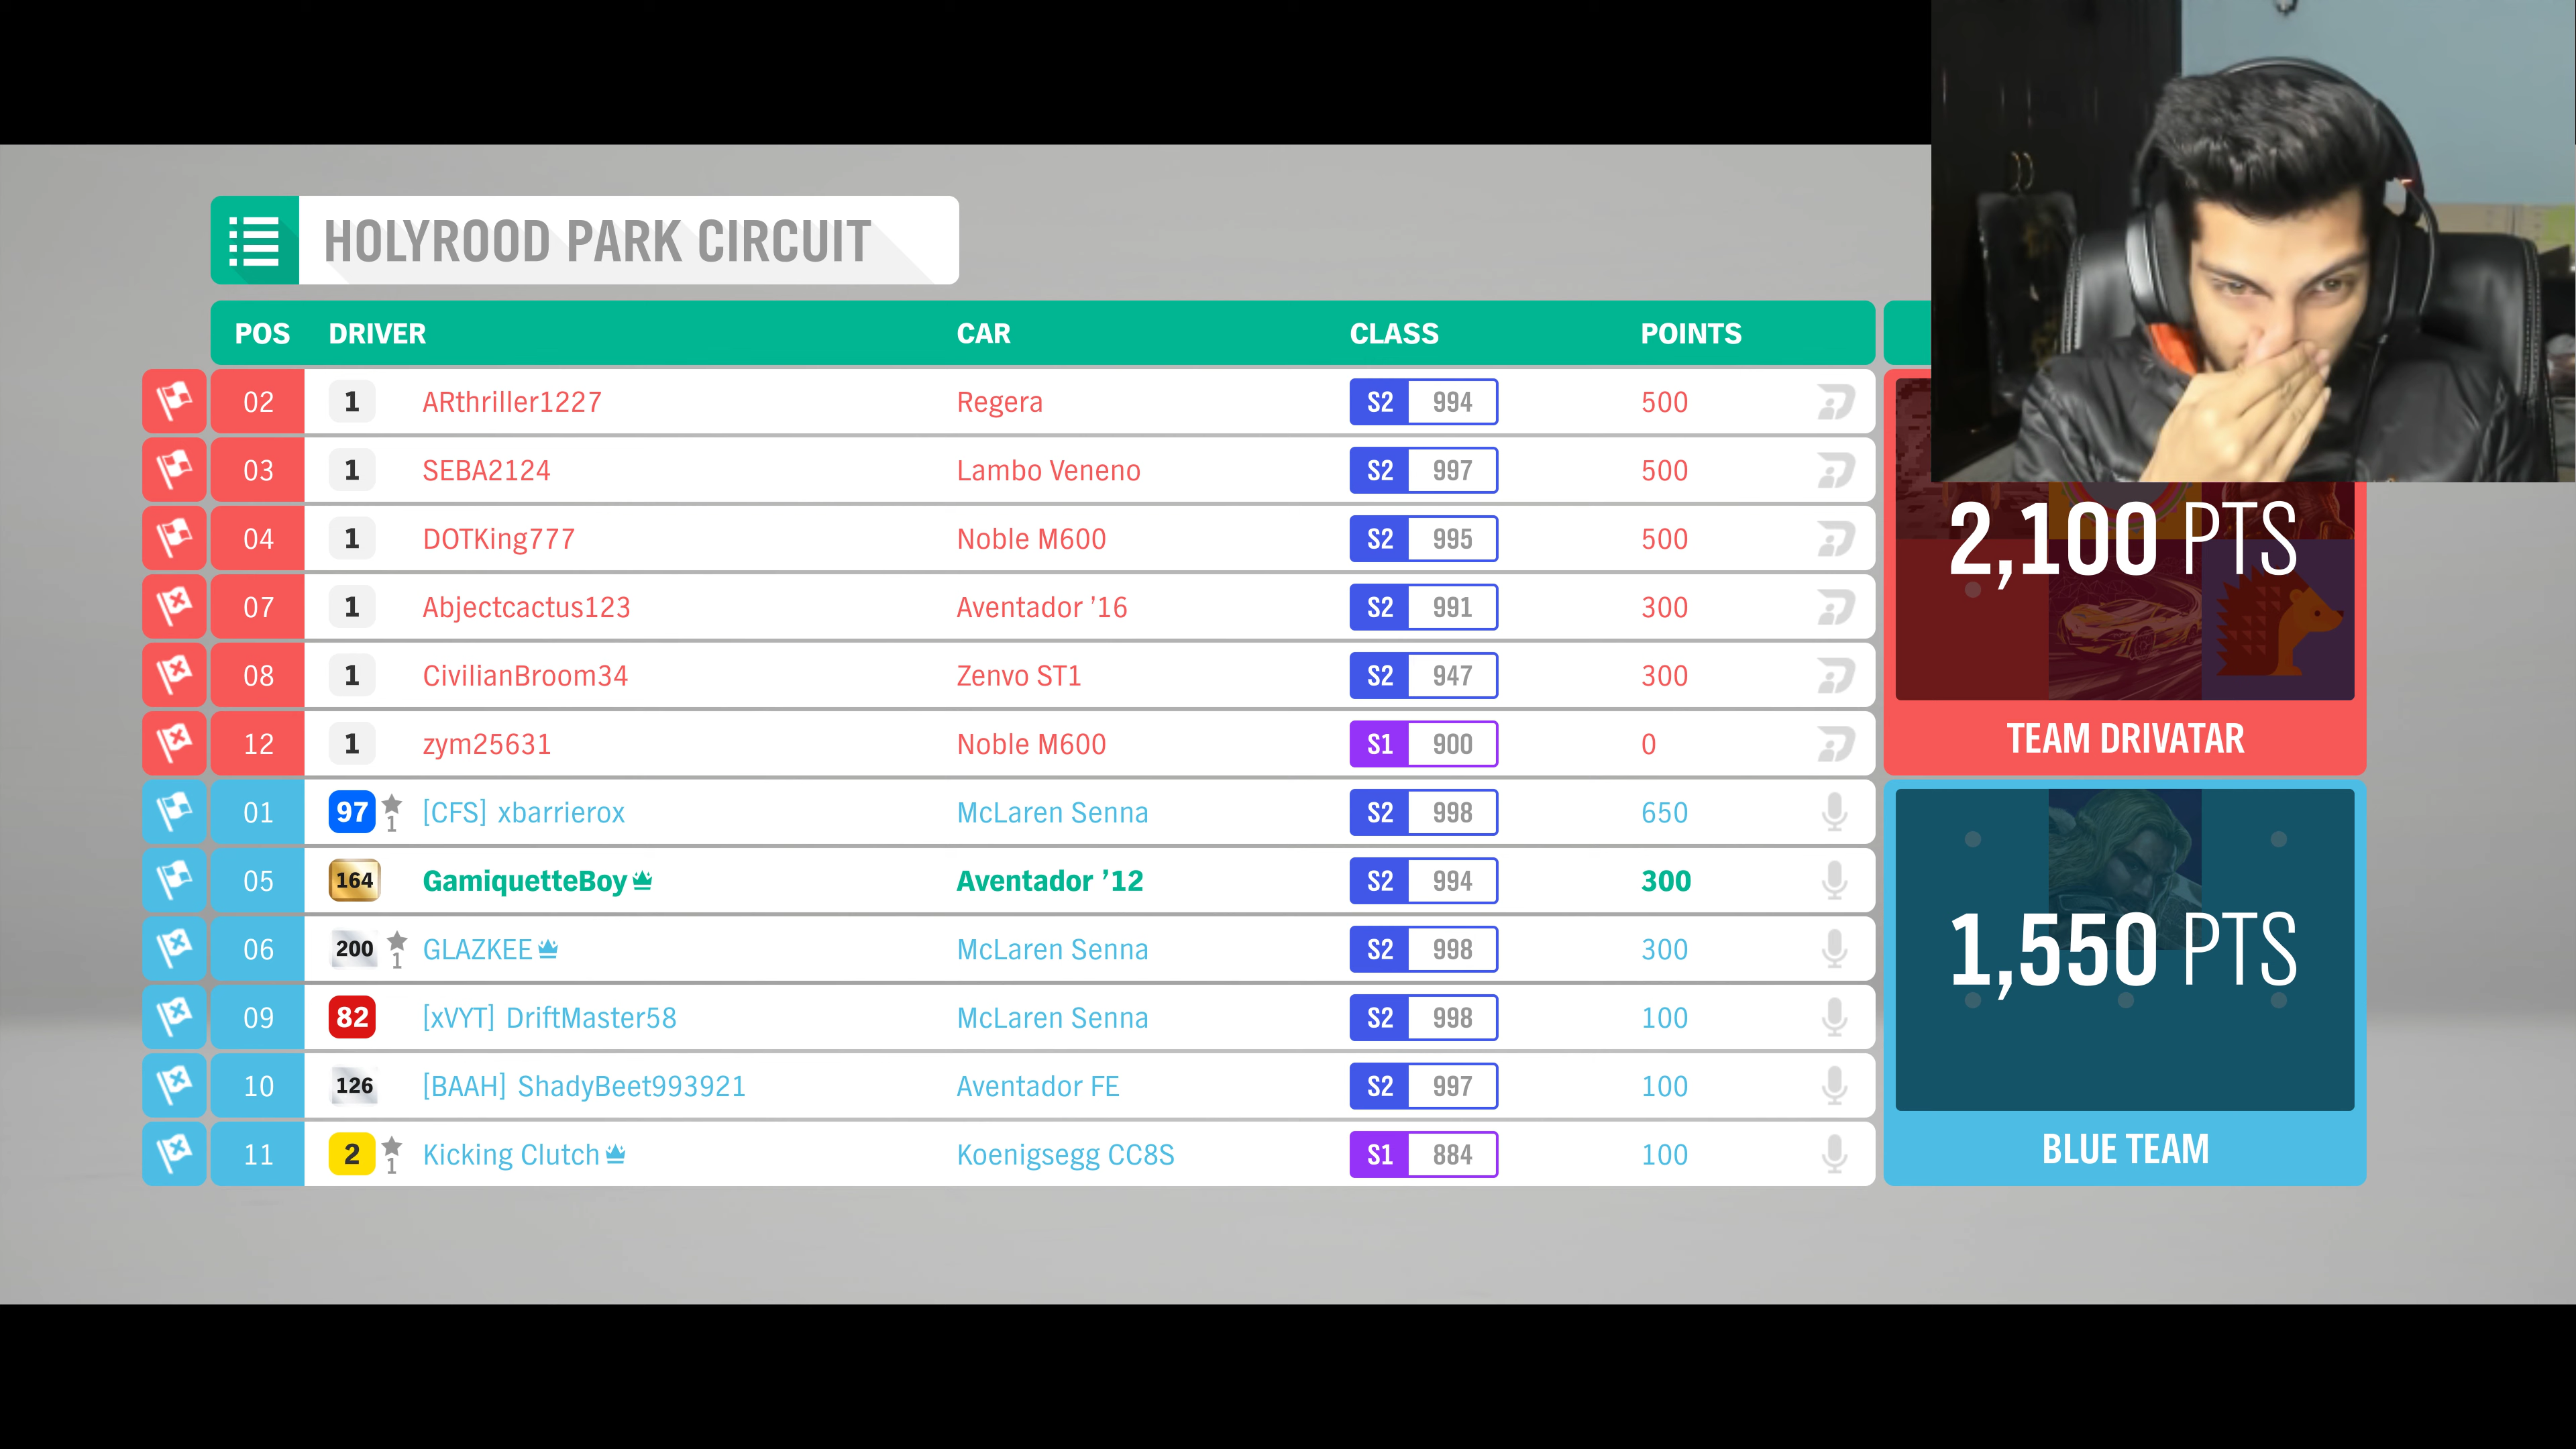 HOLYROOD PARK CIRCUIT
POS DRIVER CAR CLASS POINTS
02 1 ARthriller1227 Regera S2 994 500
03 1 SEBA2124 Lambo Veneno S2 997 500
04 1 DOTKing777 Noble M600 S2 995 500
07 1 Abjectcactus123 Aventador ’16 S2 991 300
08 1 CivilianBroom34 Zenvo ST1 S2 947 300
12 1 zym25631 Noble M600 S1 900 0
2,100 PTS
TEAM DRIVATAR
01 97 1 [CFS] xbarrierox McLaren Senna S2 998 650
05 164 GamiquetteBoy Aventador ’12 S2 994 300
06 200 1 GLAZKEE McLaren Senna S2 998 300
09 82 [xVYT] DriftMaster58 McLaren Senna S2 998 100
10 126 [BAAH] ShadyBeet993921 Aventador FE S2 997 100
11 2 1 Kicking Clutch Koenigsegg CC8S S1 884 100
1,550 PTS
BLUE TEAM